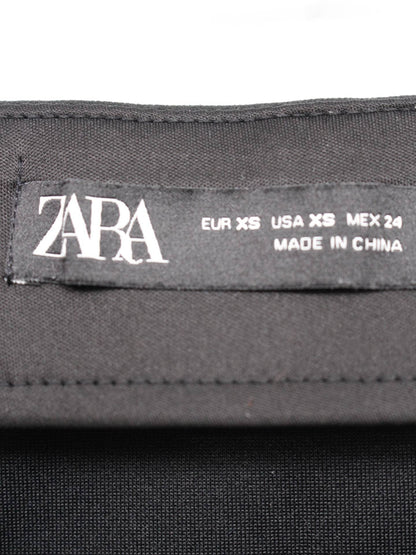 ZARA
EUR XS USA XS MEX 24
MADE IN CHINA